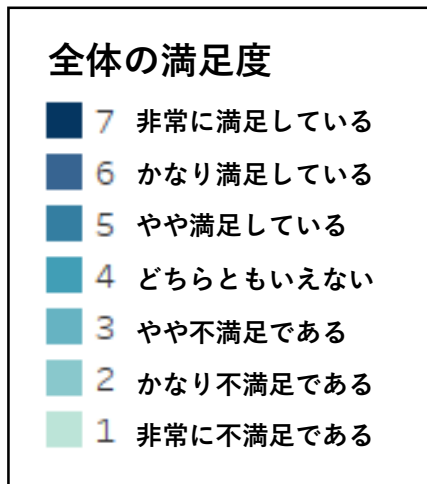 全体の満足度
7 非常に満足している
6 かなり満足している
5 やや満足している
4 どちらともいえない
3 やや不満足である
2 かなり不満足である
1 非常に不満足である